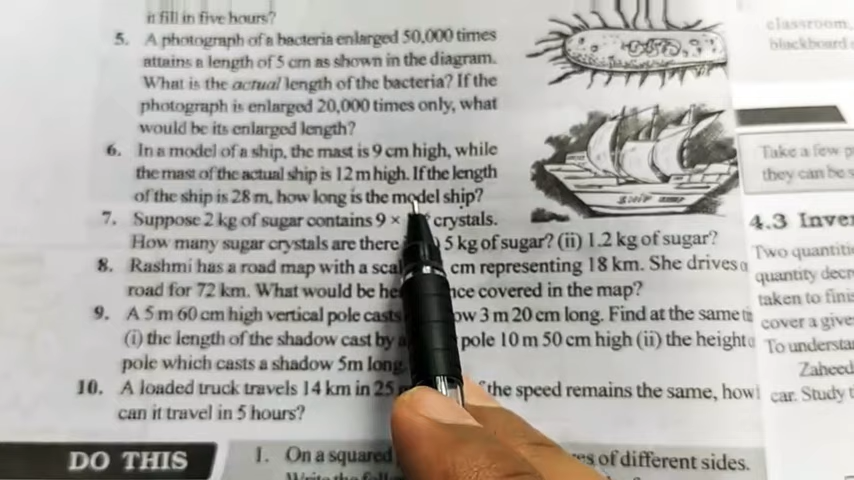 it fill in five hours?
5. A photograph of a bacteria enlarged 50,000 times
attains a length of 5 cm as shown in the diagram.
What is the actual length of the bacteria? If the
photograph is enlarged 20,000 times only, what
would be its enlarged length?
6. In a model of a ship, the mast is 9 cm high, while
the mast of the actual ship is 12 m high. If the length
of the ship is 28 m, how long is the model ship?
7. Suppose 2 kg of sugar contains 9 × crystals.
How many sugar crystals are there 5 kg of sugar? (ii) 1.2 kg of sugar?
8. Rashmi has a road map with a scal cm representing 18 km. She drives o
road for 72 km. What would be he nce covered in the map?
9. A 5 m 60 cm high vertical pole casts ow 3 m 20 cm long. Find at the same ti
(i) the length of the shadow cast by a pole 10 m 50 cm high (ii) the height o
pole which casts a shadow 5m long.
10. A loaded truck travels 14 km in 25 the speed remains the same, how
can it travel in 5 hours?
DO THIS
1. On a squared es of different sides.
classroom,
blackboard
Take a few p
they can be s
4.3 Inver
Two quantiti
quantity decr
taken to finis
cover a give
To understa
Zaheed
car. Study t